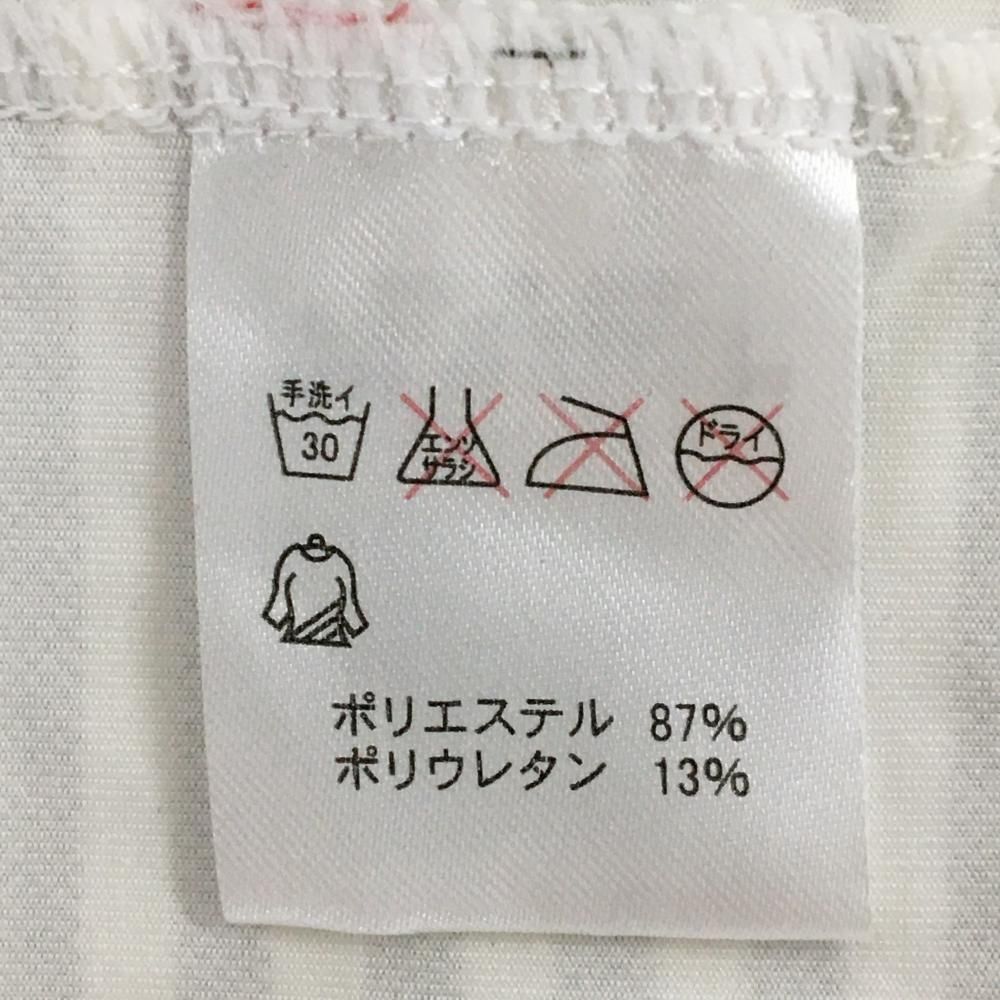 手洗イ
30
エンソ
サラシ
ドライ
ポリエステル 87%
ポリウレタン 13%